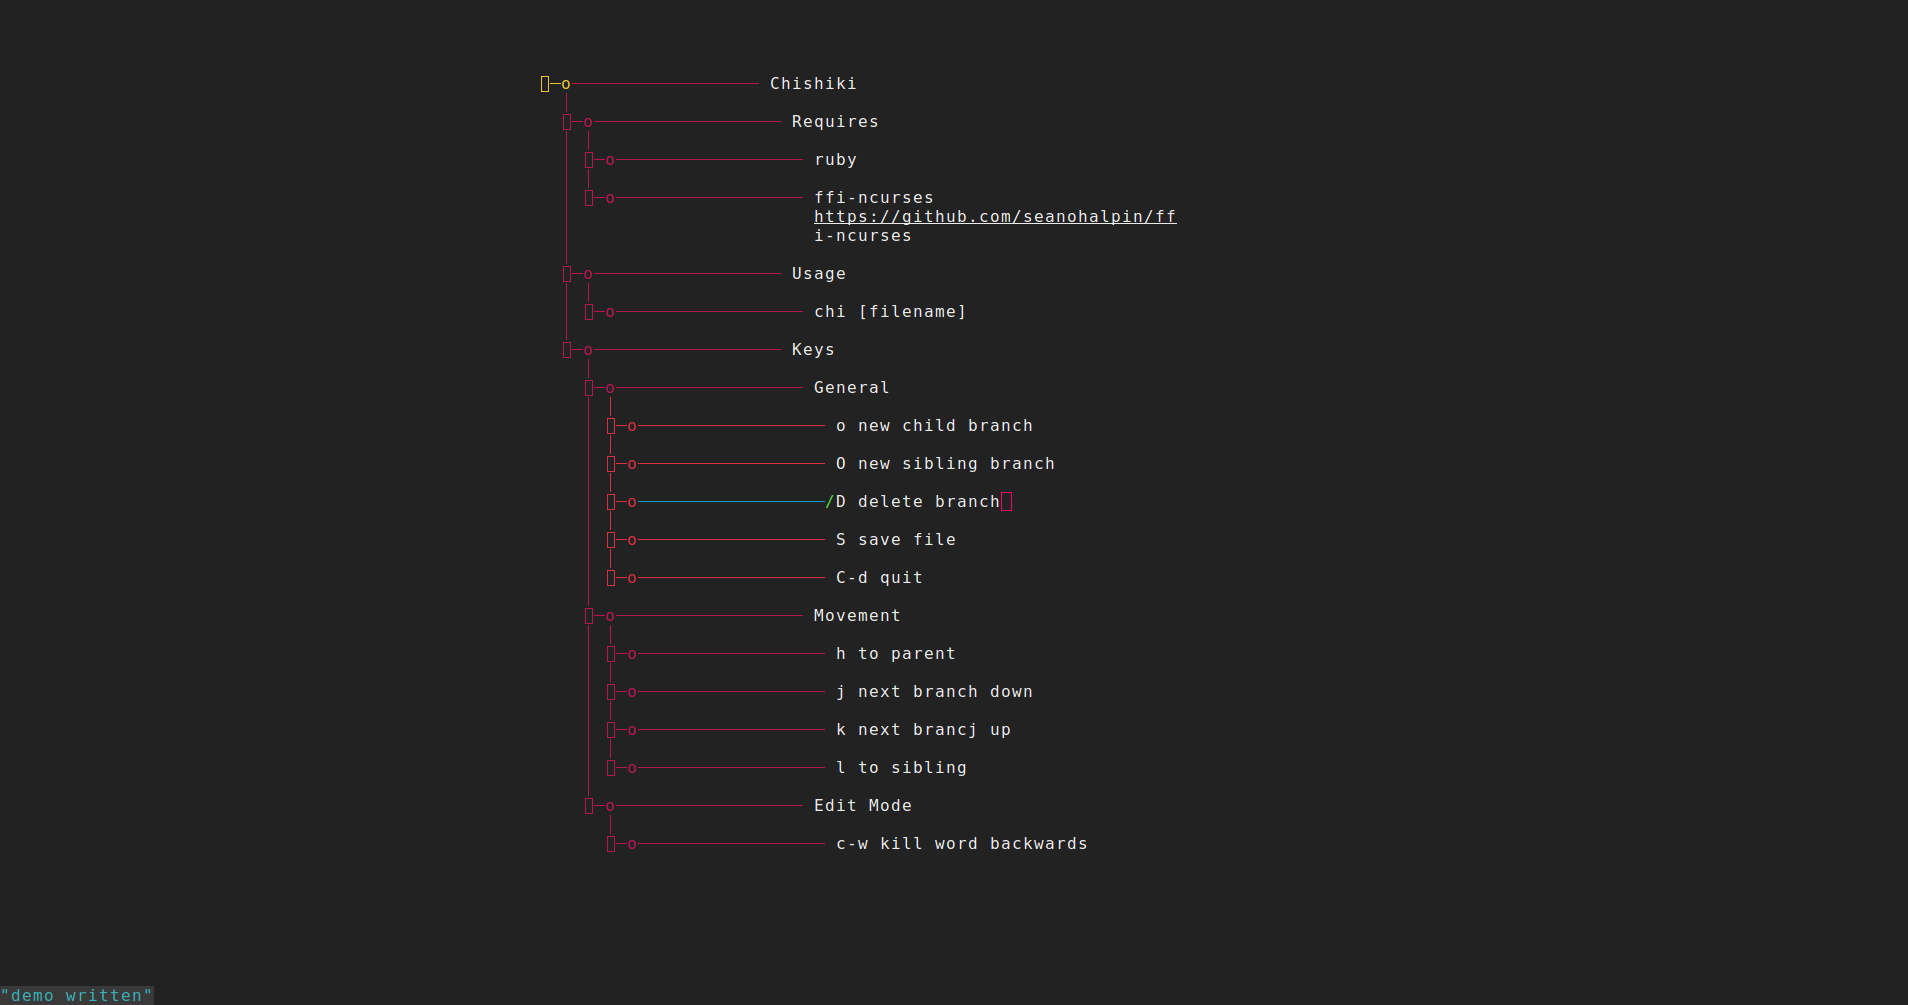 Chishiki
Requires
ruby
ffi-ncurses
https://github.com/seanohalpin/ff
i-ncurses
Usage
chi [filename]
Keys
General
o new child branch
O new sibling branch
/D delete branch
S save file
C-d quit
Movement
h to parent
j next branch down
k next brancj up
l to sibling
Edit Mode
c-w kill word backwards
"demo written"